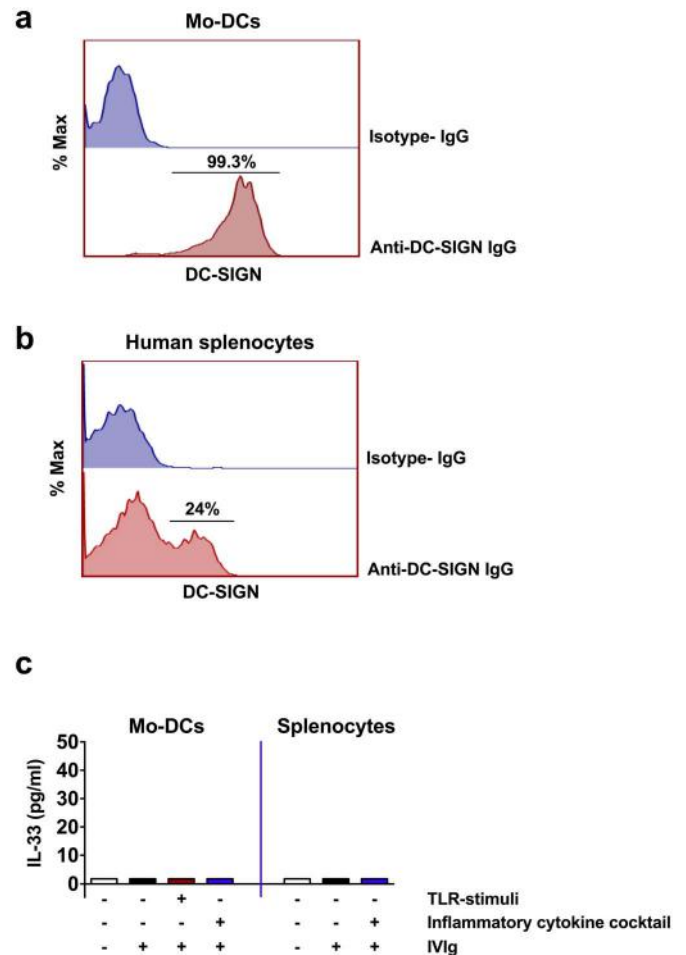 a
Mo-DCs
% Max
Isotype- IgG
99.3%
Anti-DC-SIGN IgG
DC-SIGN
b
Human splenocytes
% Max
Isotype- IgG
24%
Anti-DC-SIGN IgG
DC-SIGN
c
Mo-DCs Splenocytes
IL-33 (pg/ml)
50
40
30
20
10
0
- - + - - - - TLR-stimuli
- - - + - - + Inflammatory cytokine cocktail
- + + + - + + IVIg